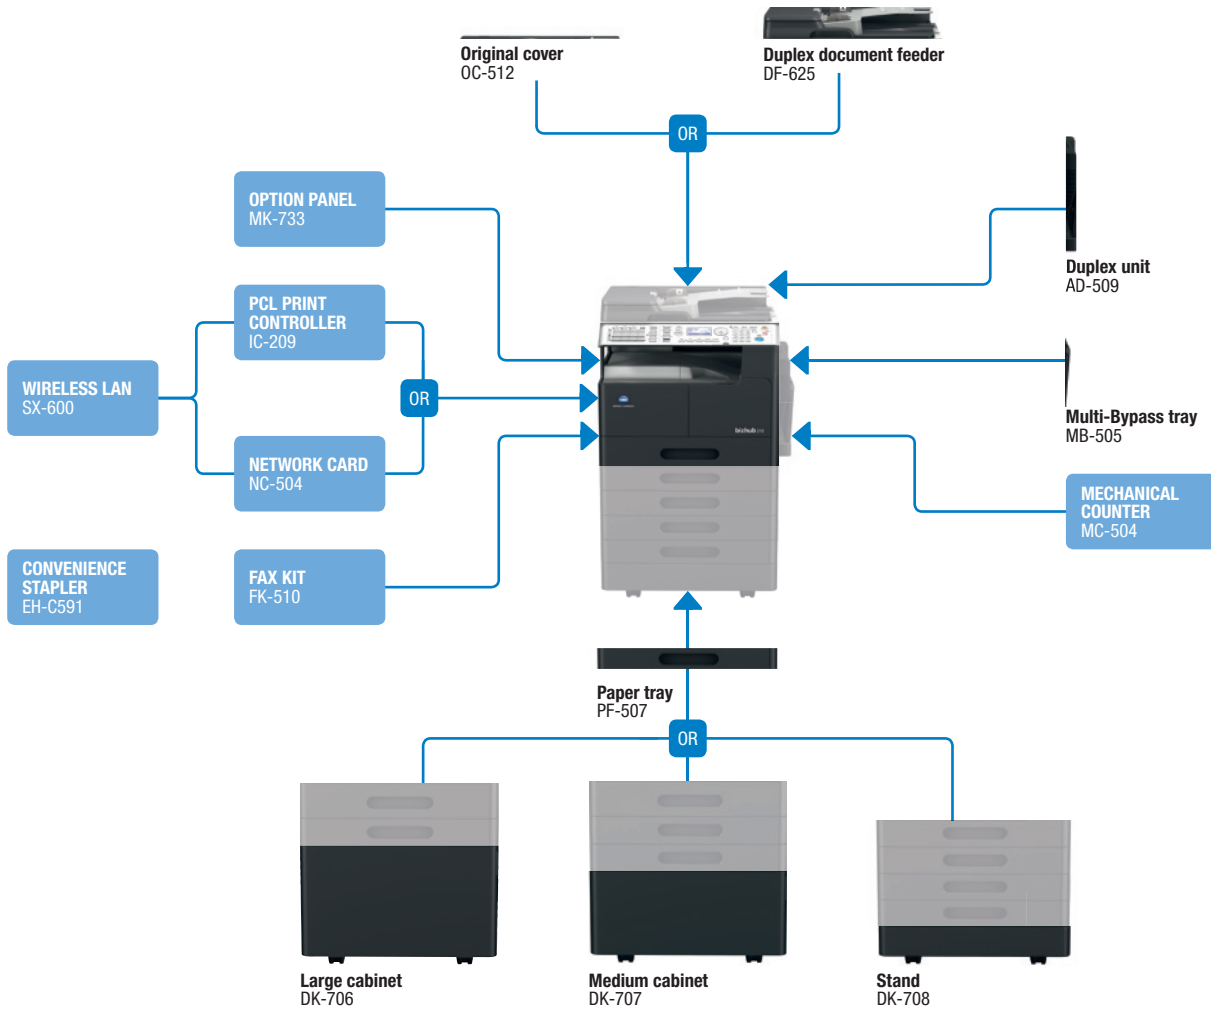 Original cover
OC-512
Duplex document feeder
DF-625
OR
OPTION PANEL
MK-733
Duplex unit
AD-509
PCL PRINT
CONTROLLER
IC-209
WIRELESS LAN
SX-600
OR
Multi-Bypass tray
MB-505
bizhub
NETWORK CARD
NC-504
MECHANICAL
COUNTER
MC-504
CONVENIENCE
STAPLER
EH-C591
FAX KIT
FK-510
Paper tray
PF-507
OR
Large cabinet
DK-706
Medium cabinet
DK-707
Stand
DK-708